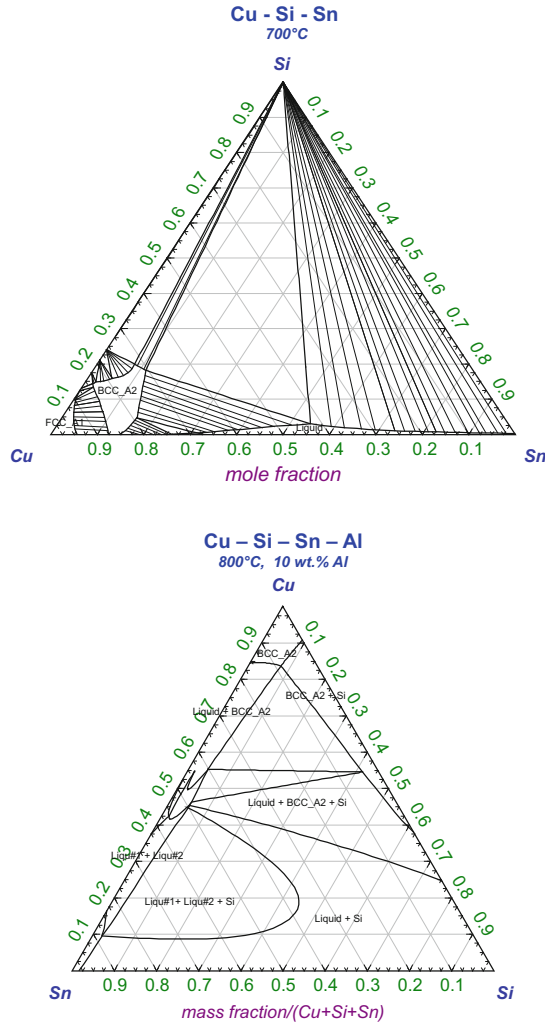 Cu - Si - Sn
700°C
Si
0.9 0.1
0.8 0.2
0.7 0.3
0.6 0.4
0.5 0.5
0.4 0.6
0.3 0.7
0.2 0.8
0.1 0.9
BCC_A2
FCC_A1
Liquid
Cu 0.9 0.8 0.7 0.6 0.5 0.4 0.3 0.2 0.1 Sn
mole fraction
Cu – Si – Sn – Al
800°C, 10 wt.% Al
Cu
0.9 0.1
BCC_A2
0.8 0.2
BCC_A2 + Si
0.7 0.3
Liquid + BCC_A2
0.6 0.4
0.5 0.5
Liquid + BCC_A2 + Si
0.4 0.6
0.3 0.7
Liqu#1 + Liqu#2
0.2 0.8
Liqu#1+ Liqu#2 + Si
Liquid + Si
0.1 0.9
Sn 0.9 0.8 0.7 0.6 0.5 0.4 0.3 0.2 0.1 Si
mass fraction/(Cu+Si+Sn)